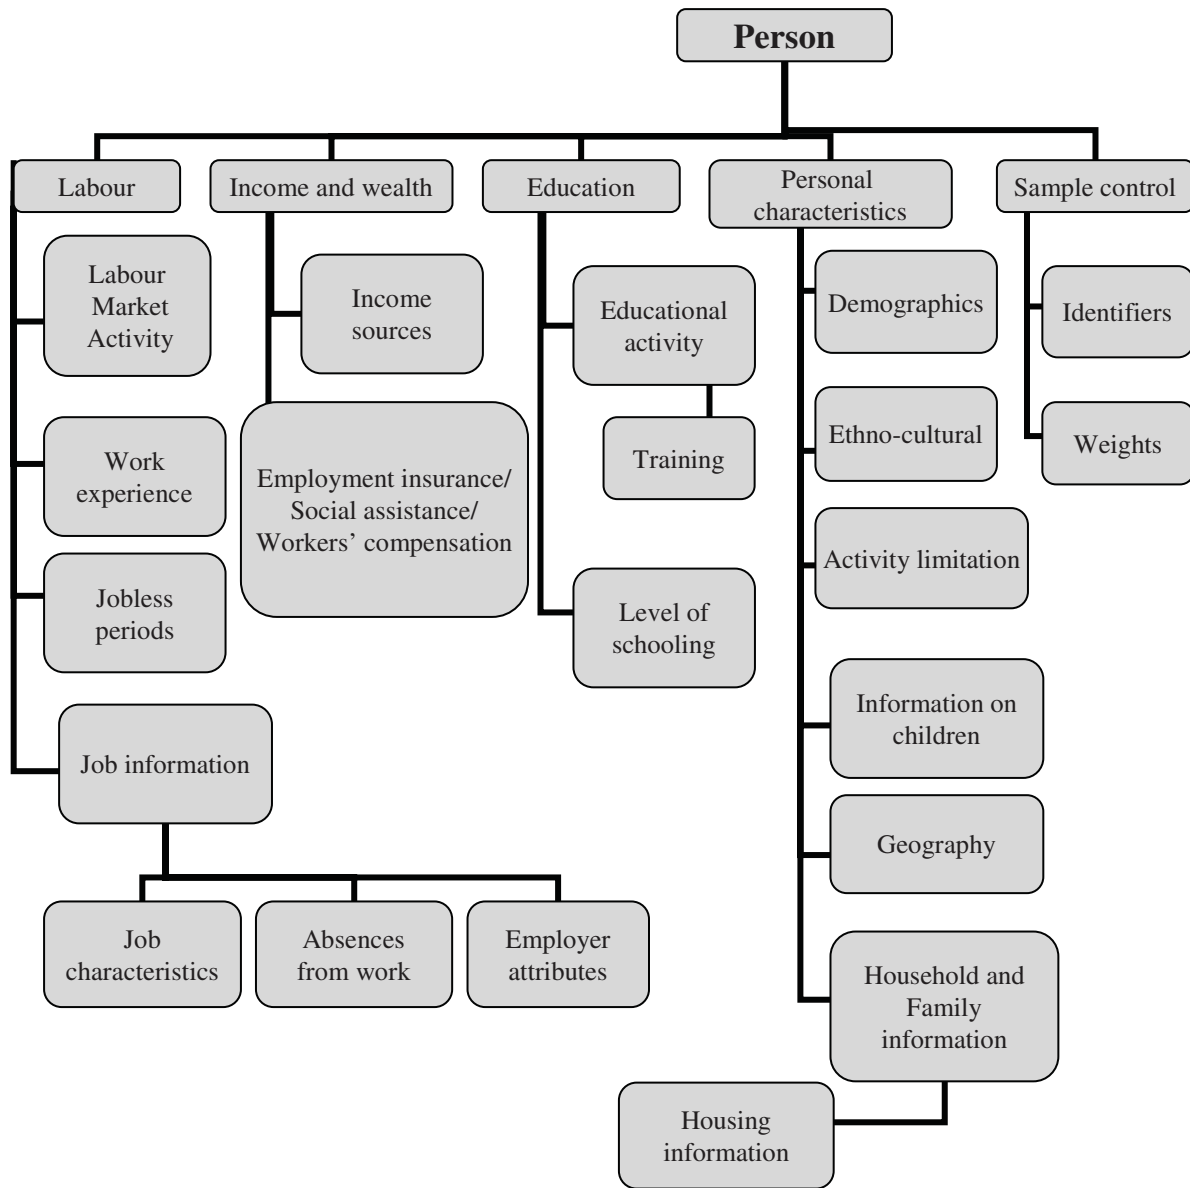 Person
Labour
Income and wealth
Education
Personal
characteristics
Sample control
Labour
Market
Activity
Work
experience
Jobless
periods
Job information
Job
characteristics
Absences
from work
Employer
attributes
Income
sources
Employment insurance/
Social assistance/
Workers’ compensation
Educational
activity
Training
Level of
schooling
Demographics
Ethno-cultural
Activity limitation
Information on
children
Geography
Household and
Family
information
Housing
information
Identifiers
Weights